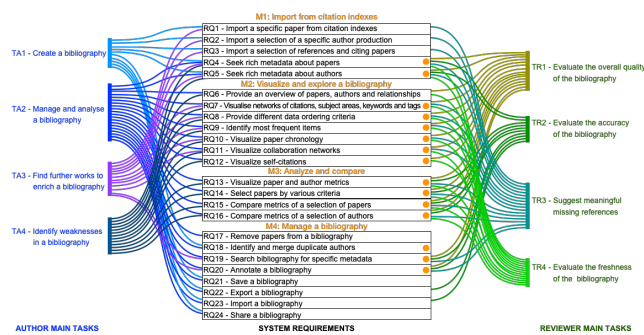 M1: Import from citation indexes
RQ1 - Import a specific paper from citation indexes
RQ2 - Import a selection of a specific author production
RQ3 - Import a selection of references and citing papers
RQ4 - Seek rich metadata about papers
RQ5 - Seek rich metadata about authors
M2: Visualize and explore a bibliography
RQ6 - Provide an overview of papers, authors and relationships
RQ7 - Visualise networks of citations, subject areas, keywords and tags
RQ8 - Provide different data ordering criteria
RQ9 - Identify most frequent items
RQ10 - Visualize paper chronology
RQ11 - Visualize collaboration networks
RQ12 - Visualize self-citations
M3: Analyze and compare
RQ13 - Visualize paper and author metrics
RQ14 - Select papers by various criteria
RQ15 - Compare metrics of a selection of papers
RQ16 - Compare metrics of a selection of authors
M4: Manage a bibliography
RQ17 - Remove papers from a bibliography
RQ18 - Identify and merge duplicate authors
RQ19 - Search bibliography for specific metadata
RQ20 - Annotate a bibliography
RQ21 - Save a bibliography
RQ22 - Export a bibliography
RQ23 - Import a bibliography
RQ24 - Share a bibliography
TA1 - Create a bibliography
TA2 - Manage and analyse
a bibliography
TA3 - Find further works to
enrich a bibliography
TA4 - Identify weaknesses
in a bibliography
TR1 - Evaluate the overall quality
of the bibliography
TR2 - Evaluate the accuracy
of the bibliography
TR3 - Suggest meaningful
missing references
TR4 - Evaluate the freshness
of the bibliography
AUTHOR MAIN TASKS
SYSTEM REQUIREMENTS
REVIEWER MAIN TASKS